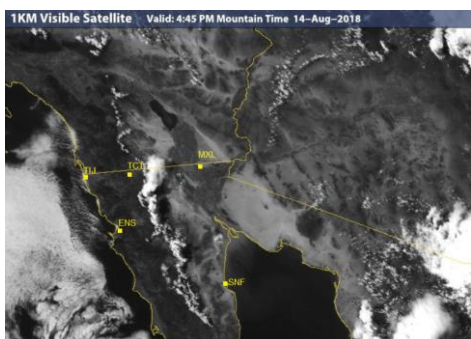 1KM Visible Satellite Valid: 4:45 PM Mountain Time 14-Aug-2018
MXL
TIJ
TCT
ENS
SNF